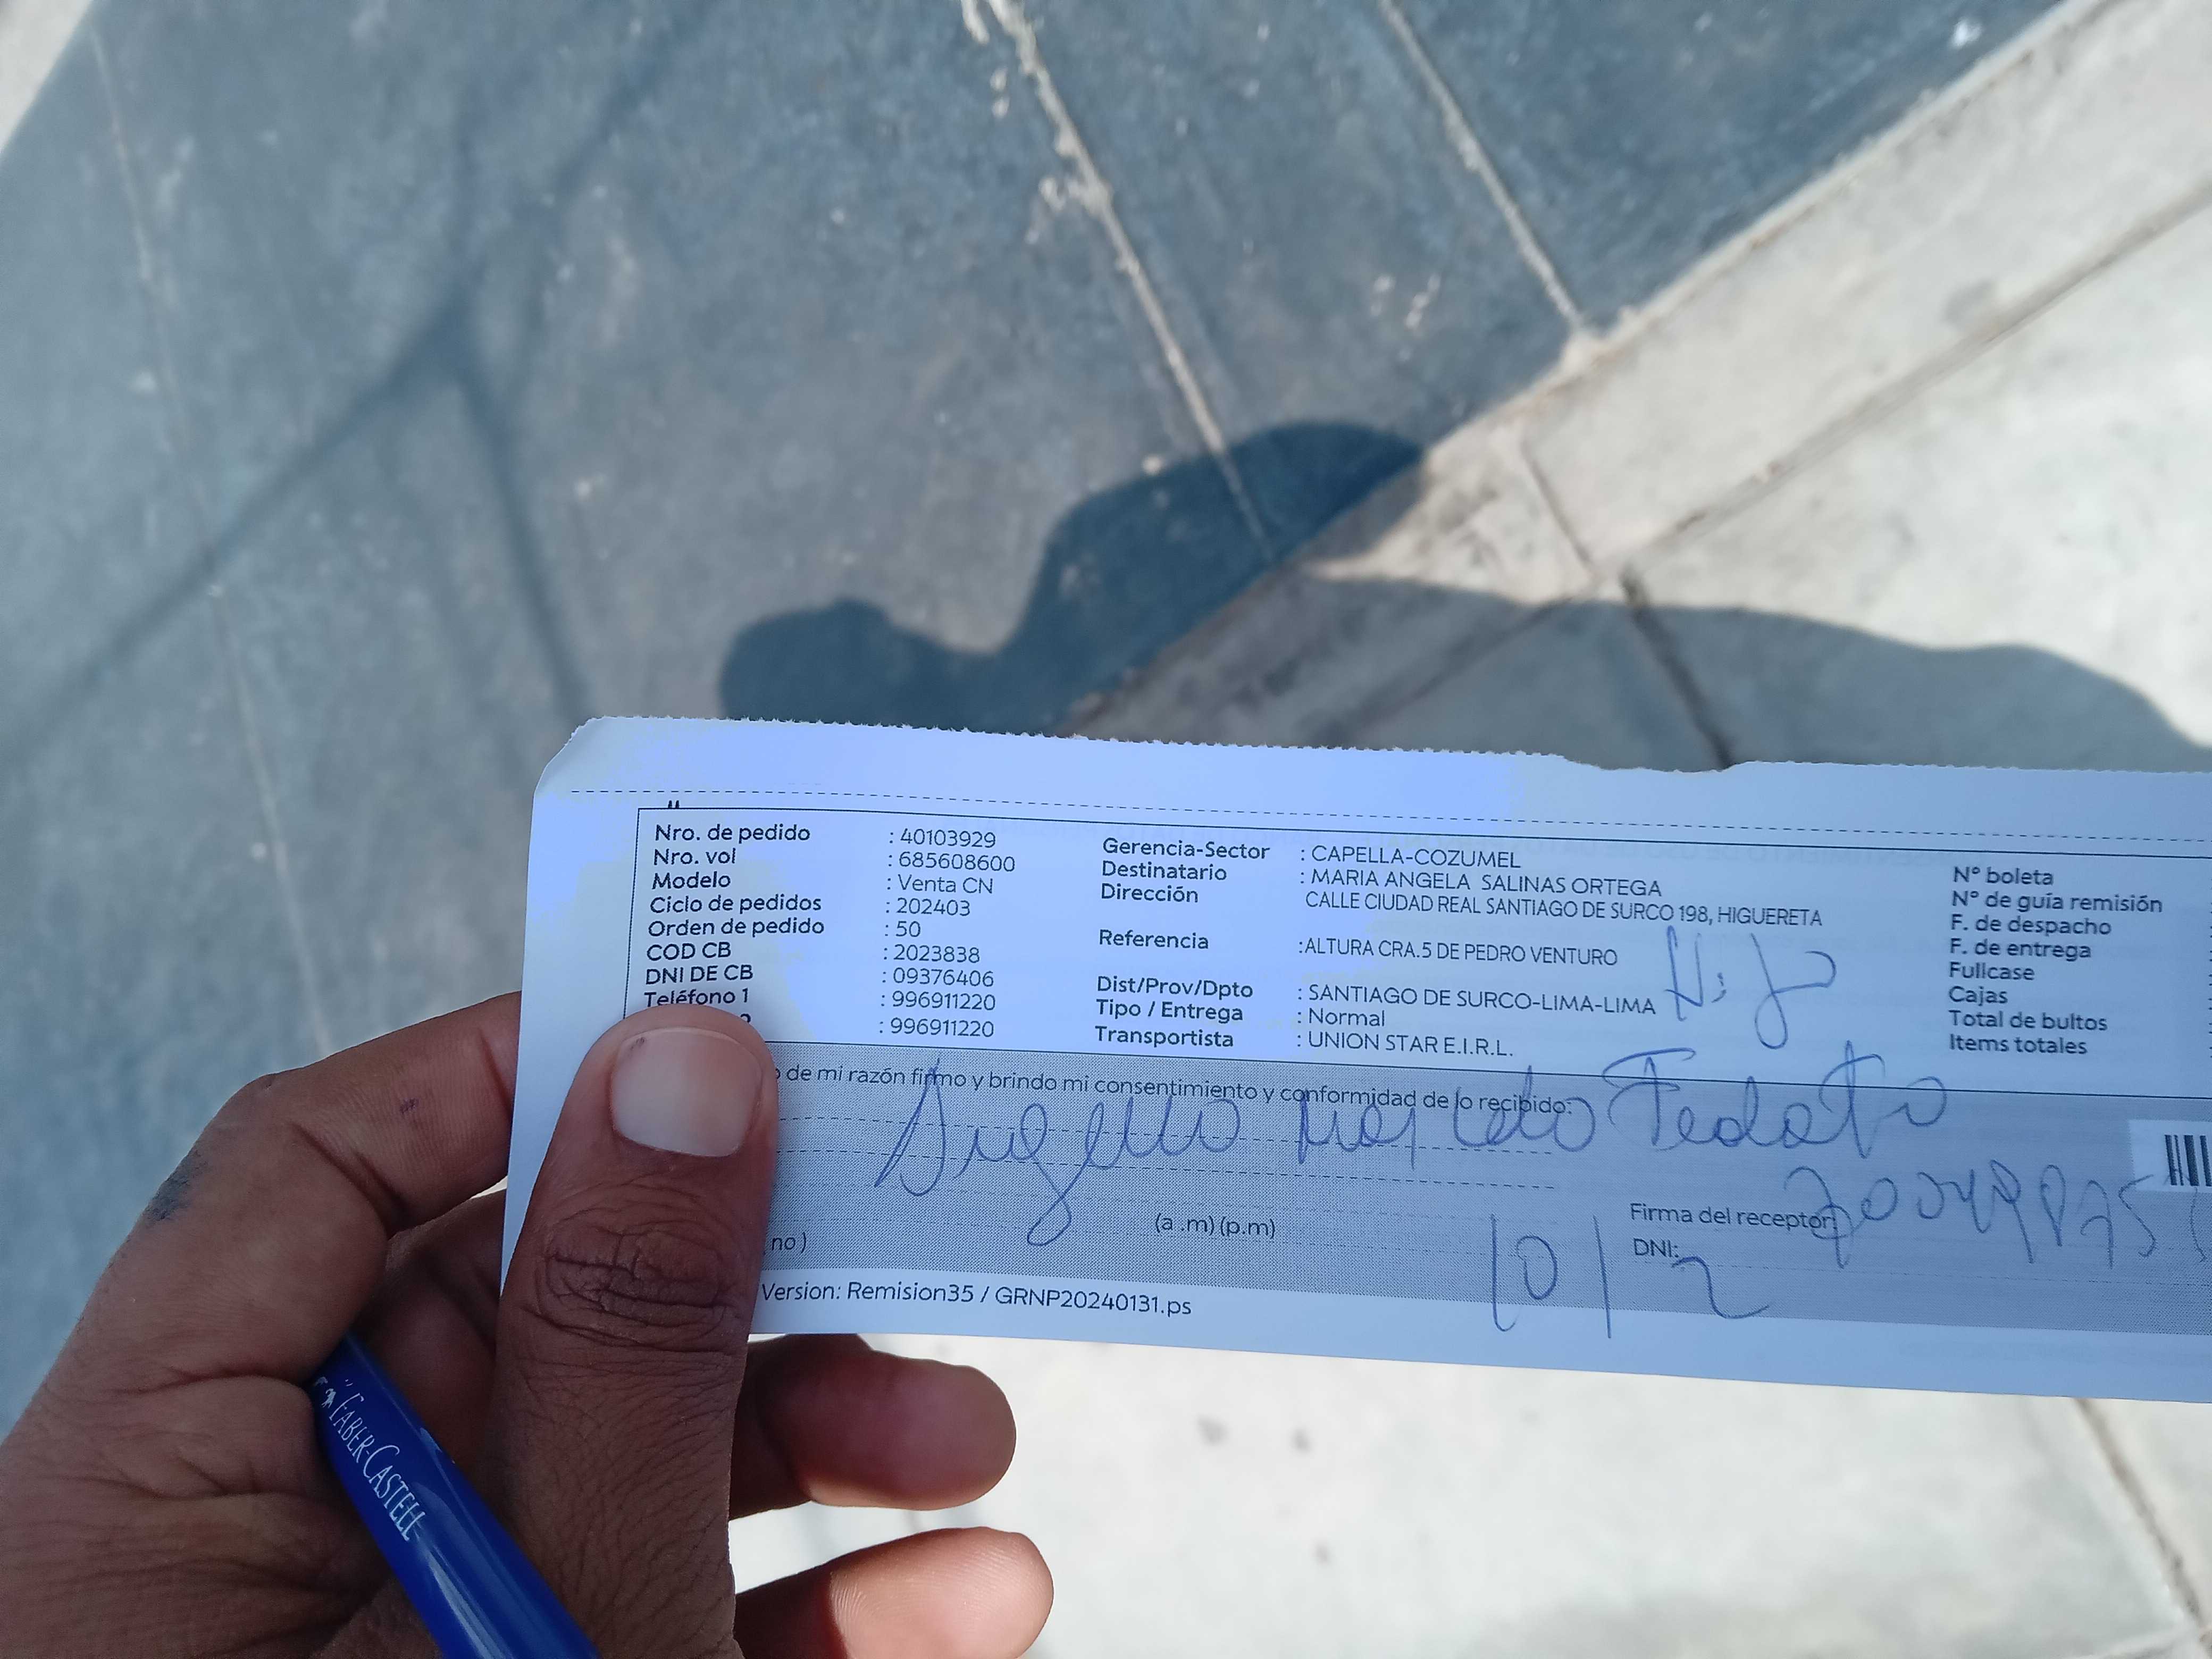 Nro. de pedido : 40103929
Nro. vol : 685608600
Modelo : Venta CN
Ciclo de pedidos : 202403
Orden de pedido : 50
COD CB : 2023838
DNI DE CB : 09376406
Teléfono 1 : 996911220
2 : 996911220
Gerencia-Sector : CAPELLA-COZUMEL
Destinatario : MARIA ANGELA SALINAS ORTEGA
Dirección CALLE CIUDAD REAL SANTIAGO DE SURCO 198, HIGUERETA
Referencia :ALTURA CRA.5 DE PEDRO VENTURO
Dist/Prov/Dpto : SANTIAGO DE SURCO-LIMA-LIMA
Tipo / Entrega : Normal
Transportista : UNION STAR E.I.R.L.
N° boleta
N° de guía remisión
F. de despacho
F. de entrega
Fullcase
Cajas
Total de bultos
Items totales
de mi razón firmo y brindo mi consentimiento y conformidad de lo recibido:
(a .m) (p.m)
Firma del receptor:
no )
DNI:
10/2
Version: Remision35 / GRNP20240131.ps
FABER-CASTELL